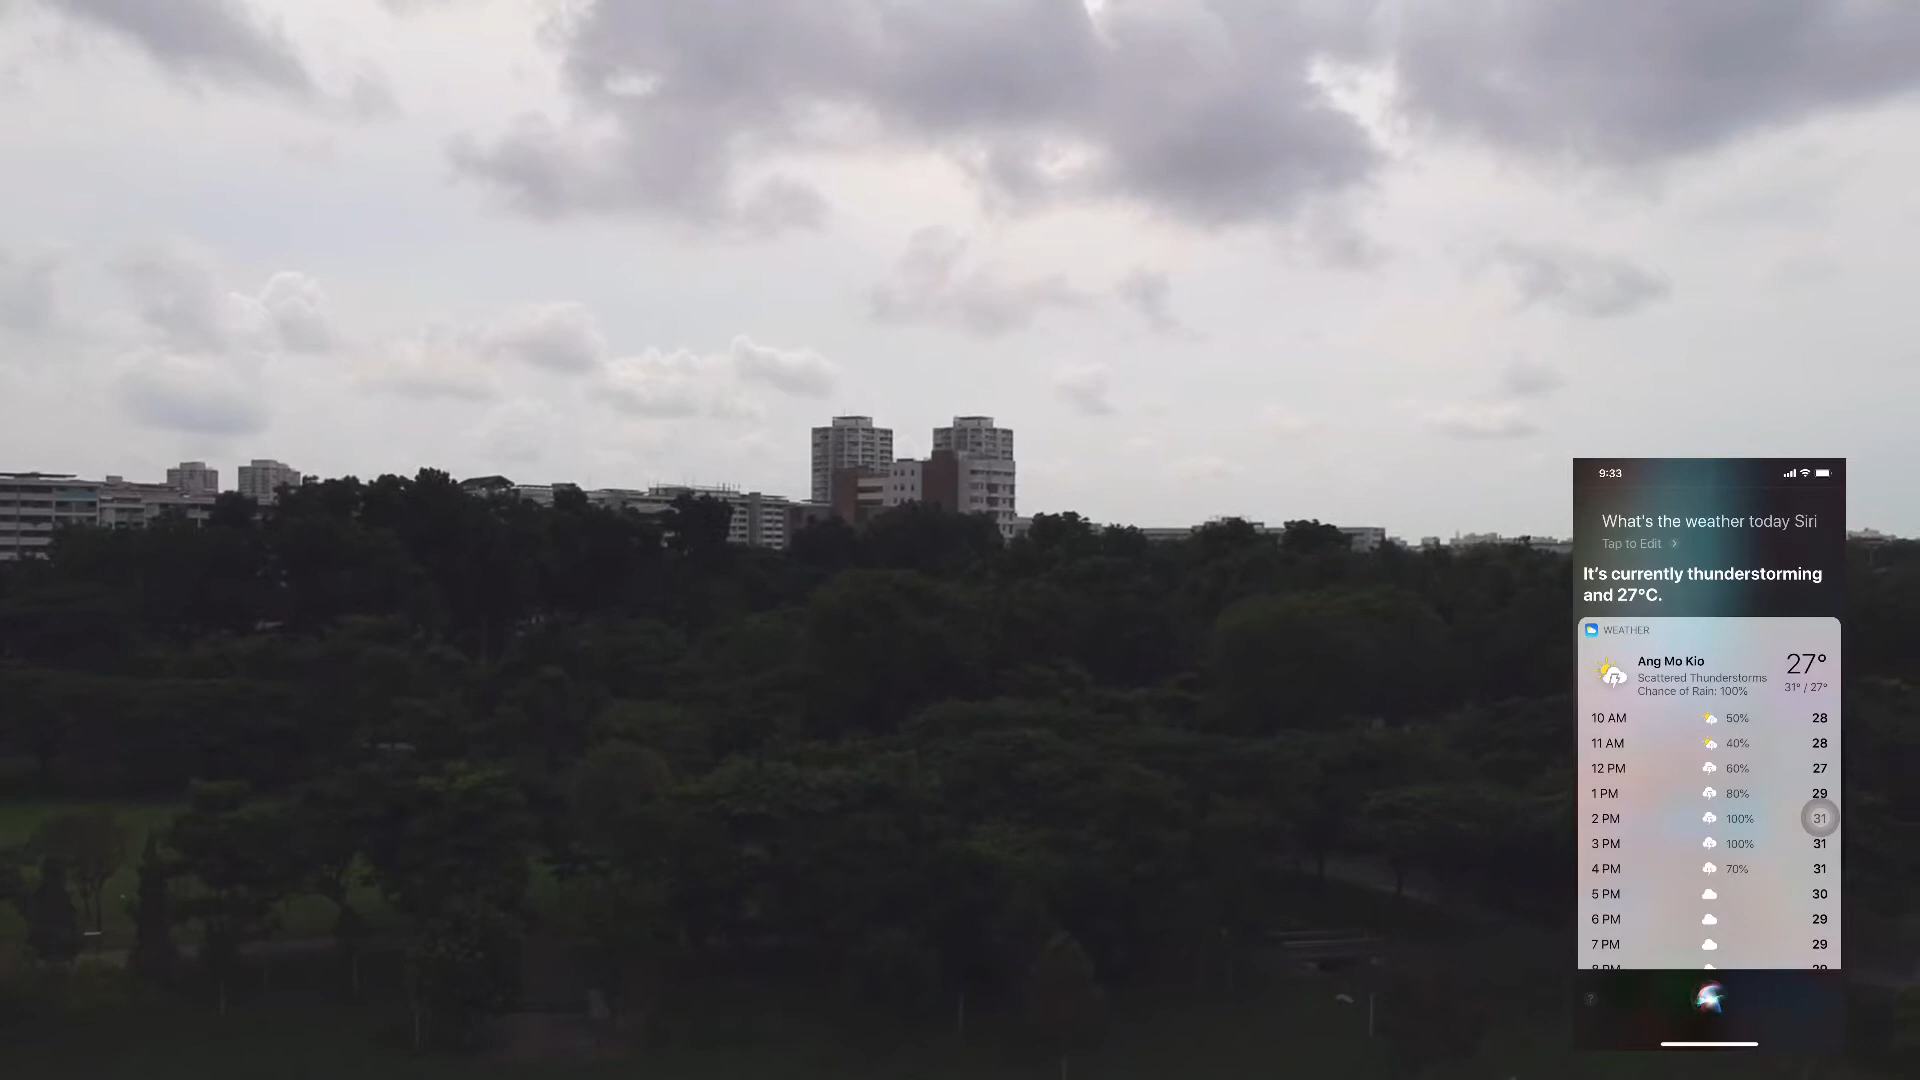 9:33
What's the weather today Siri
Tap to Edit >
It's currently thunderstorming
and 27°C.
WEATHER
Ang Mo Kio 27°
Scattered Thunderstorms
Chance of Rain: 100% 31° / 27°
10 AM 50% 28
11 AM 40% 28
12 PM 60% 27
1 PM 80% 29
2 PM 100% 31
3 PM 100% 31
4 PM 70% 31
5 PM 30
6 PM 29
7 PM 29
8 PM 29
?